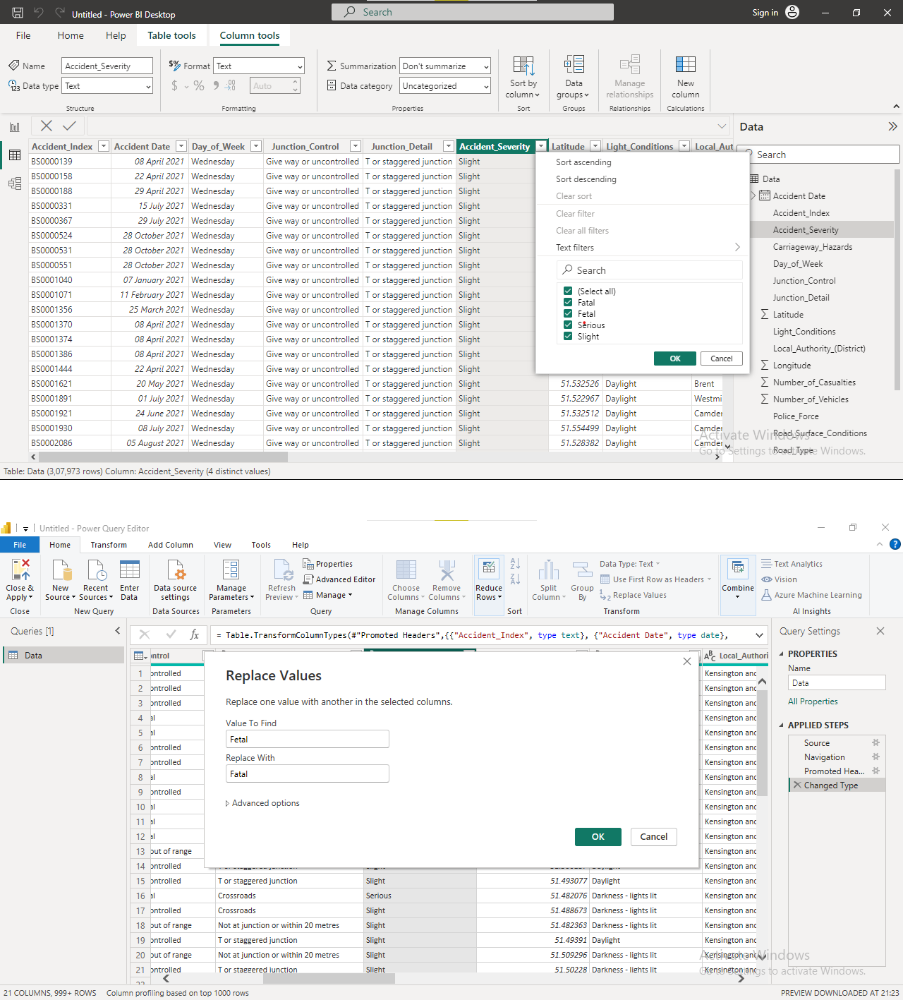 Untitled - Power BI Desktop
Search
Sign in
File Home Help Table tools Column tools
Name Accident_Severity
Data type Text
Structure
Format Text
Auto
Formatting
Summarization Don't summarize
Data category Uncategorized
Properties
Sort by column
Sort
Data groups
Groups
Manage relationships
Relationships
New column
Calculations
Accident_Index Accident Date Day_of_Week Junction_Control Junction_Detail Accident_Severity Latitude Light_Conditions Local_Aut
BS0000139 08 April 2021 Wednesday Give way or uncontrolled T or staggered junction Slight
BS0000158 22 April 2021 Wednesday Give way or uncontrolled T or staggered junction Slight
BS0000188 29 April 2021 Wednesday Give way or uncontrolled T or staggered junction Slight
BS0000331 15 July 2021 Wednesday Give way or uncontrolled T or staggered junction Slight
BS0000367 29 July 2021 Wednesday Give way or uncontrolled T or staggered junction Slight
BS0000524 28 October 2021 Wednesday Give way or uncontrolled T or staggered junction Slight
BS0000531 28 October 2021 Wednesday Give way or uncontrolled T or staggered junction Slight
BS0000551 28 October 2021 Wednesday Give way or uncontrolled T or staggered junction Slight
BS0001040 07 January 2021 Wednesday Give way or uncontrolled T or staggered junction Slight
BS0001071 11 February 2021 Wednesday Give way or uncontrolled T or staggered junction Slight
BS0001356 25 March 2021 Wednesday Give way or uncontrolled T or staggered junction Slight
BS0001370 08 April 2021 Wednesday Give way or uncontrolled T or staggered junction Slight
BS0001374 08 April 2021 Wednesday Give way or uncontrolled T or staggered junction Slight
BS0001386 08 April 2021 Wednesday Give way or uncontrolled T or staggered junction Slight
BS0001444 22 April 2021 Wednesday Give way or uncontrolled T or staggered junction Slight
BS0001621 20 May 2021 Wednesday Give way or uncontrolled T or staggered junction Slight 51.532526 Daylight Brent
BS0001891 01 July 2021 Wednesday Give way or uncontrolled T or staggered junction Slight 51.522967 Daylight Westmi
BS0001921 24 June 2021 Wednesday Give way or uncontrolled T or staggered junction Slight 51.532512 Daylight Camder
BS0001930 08 July 2021 Wednesday Give way or uncontrolled T or staggered junction Slight 51.554499 Daylight Camder
BS0002086 05 August 2021 Wednesday Give way or uncontrolled T or staggered junction Slight 51.528382 Daylight Camder
Sort ascending
Sort descending
Clear sort
Clear filter
Clear all filters
Text filters
Search
(Select all)
Fatal
Fetal
Serious
Slight
OK Cancel
Data
Search
Data
Accident Date
Accident_Index
Accident_Severity
Carriageway_Hazards
Day_of_Week
Junction_Control
Junction_Detail
Latitude
Light_Conditions
Local_Authority_(District)
Longitude
Number_of_Casualties
Number_of_Vehicles
Police_Force
Road_Surface_Conditions
Road_Type
Activate Windows
Go to Settings to activate Windows.
Table: Data (3,07,973 rows) Column: Accident_Severity (4 distinct values)
Untitled - Power Query Editor
File Home Transform Add Column View Tools Help
Close & Apply
Close
New Source
Recent Sources
Enter Data
New Query
Data source settings
Data Sources
Manage Parameters
Parameters
Refresh Preview
Properties
Advanced Editor
Manage
Query
Choose Columns
Remove Columns
Manage Columns
Reduce Rows
Sort
Split Column
Group By
Data Type: Text
Use First Row as Headers
Replace Values
Transform
Combine
Text Analytics
Vision
Azure Machine Learning
AI Insights
Queries [1]
Data
fx
= Table.TransformColumnTypes(#"Promoted Headers",{{"Accident_Index", type text}, {"Accident Date", type date},
ontrol ABC Local_Authori
1 ontrolled Kensington and
2 ontrolled Kensington and
3 ontrolled Kensington and
4 al Kensington and
5 al Kensington and
6 ontrolled Kensington and
7 ontrolled Kensington and
8 al Kensington and
9 ontrolled Kensington and
10 al Kensington and
11 al Kensington and
12 al Kensington and
13 out of range Kensington and
14 ontrolled Kensington and
15 ontrolled T or staggered junction Slight 51.493077 Daylight Kensington and
16 al Crossroads Serious 51.482076 Darkness - lights lit Kensington and
17 ontrolled Crossroads Slight 51.488673 Darkness - lights lit Kensington and
18 out of range Not at junction or within 20 metres Slight 51.482363 Darkness - lights lit Kensington and
19 ontrolled T or staggered junction Slight 51.49391 Daylight Kensington and
20 out of range Not at junction or within 20 metres Slight 51.509296 Darkness - lights lit Kensington and
21 ontrolled T or staggered junction Slight 51.50228 Darkness - lights lit Kensington and
Replace Values
Replace one value with another in the selected columns.
Value To Find
Fetal
Replace With
Fatal
Advanced options
OK Cancel
Query Settings
PROPERTIES
Name
Data
All Properties
APPLIED STEPS
Source
Navigation
Promoted Hea...
Changed Type
Activate Windows
Go to Settings to activate Windows.
21 COLUMNS, 999+ ROWS Column profiling based on top 1000 rows
PREVIEW DOWNLOADED AT 21:23